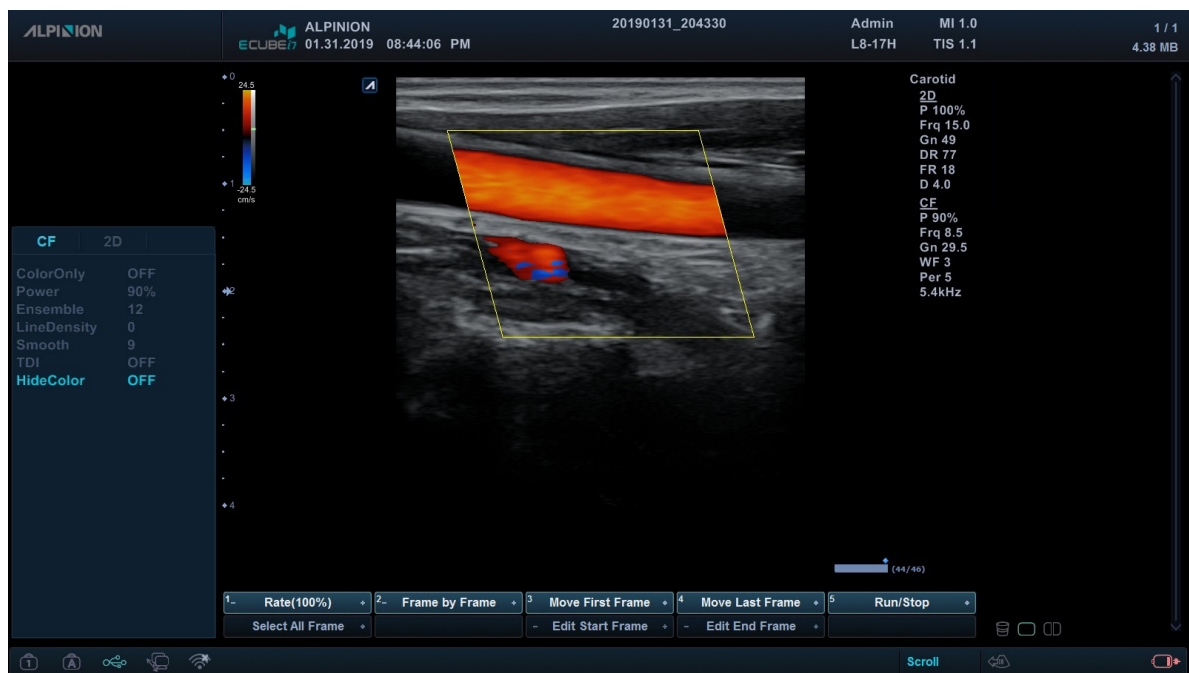 ALPINION
ECUBE i7
ALPINION
01.31.2019 08:44:06 PM
20190131_204330
Admin MI 1.0
L8-17H TIS 1.1
1 / 1
4.38 MB
0
24.5
1
-24.5
cm/s
2
3
4
Carotid
2D
P 100%
Frq 15.0
Gn 49
DR 77
FR 18
D 4.0
CF
P 90%
Frq 8.5
Gn 29.5
WF 3
Per 5
5.4kHz
CF 2D
ColorOnly OFF
Power 90%
Ensemble 12
LineDensity 0
Smooth 9
TDI OFF
HideColor OFF
(44/46)
1 Rate(100%) 2 Frame by Frame 3 Move First Frame 4 Move Last Frame 5 Run/Stop
Select All Frame Edit Start Frame Edit End Frame
1 A Scroll